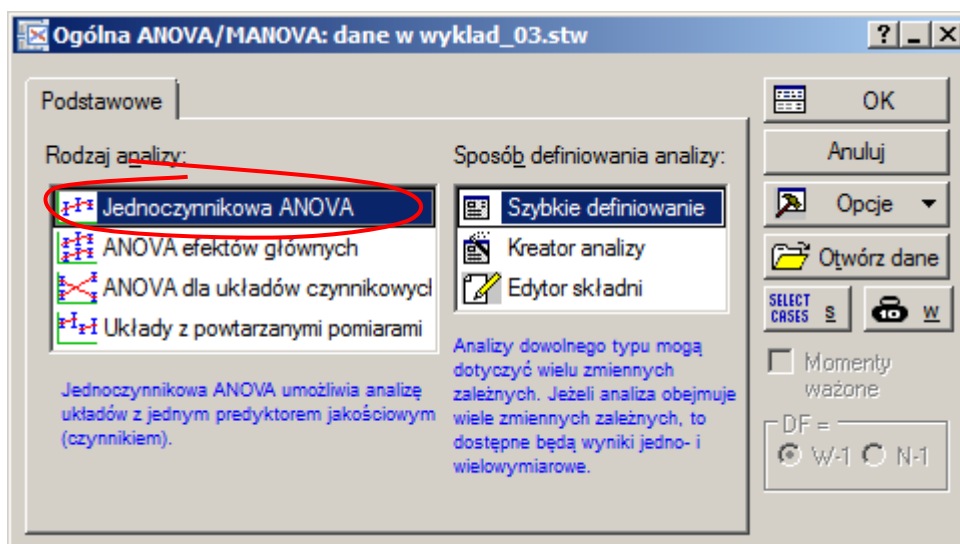 Ogólna ANOVA/MANOVA: dane w wyklad_03.stw
Podstawowe
Rodzaj analizy:
Jednoczynnikowa ANOVA
ANOVA efektów głównych
ANOVA dla układów czynnikowycl
Układy z powtarzanymi pomiarami
Jednoczynnikowa ANOVA umożliwia analizę
układów z jednym predyktorem jakościowym
(czynnikiem).
Sposób definiowania analizy:
Szybkie definiowanie
Kreator analizy
Edytor składni
Analizy dowolnego typu mogą
dotyczyć wielu zmiennych
zależnych. Jeżeli analiza obejmuje
wiele zmiennych zależnych, to
dostępne będą wyniki jedno- i
wielowymiarowe.
OK
Anuluj
Opcje
Otwórz dane
SELECT
CASES S
10 W
Momenty
ważone
DF =
W-1 N-1